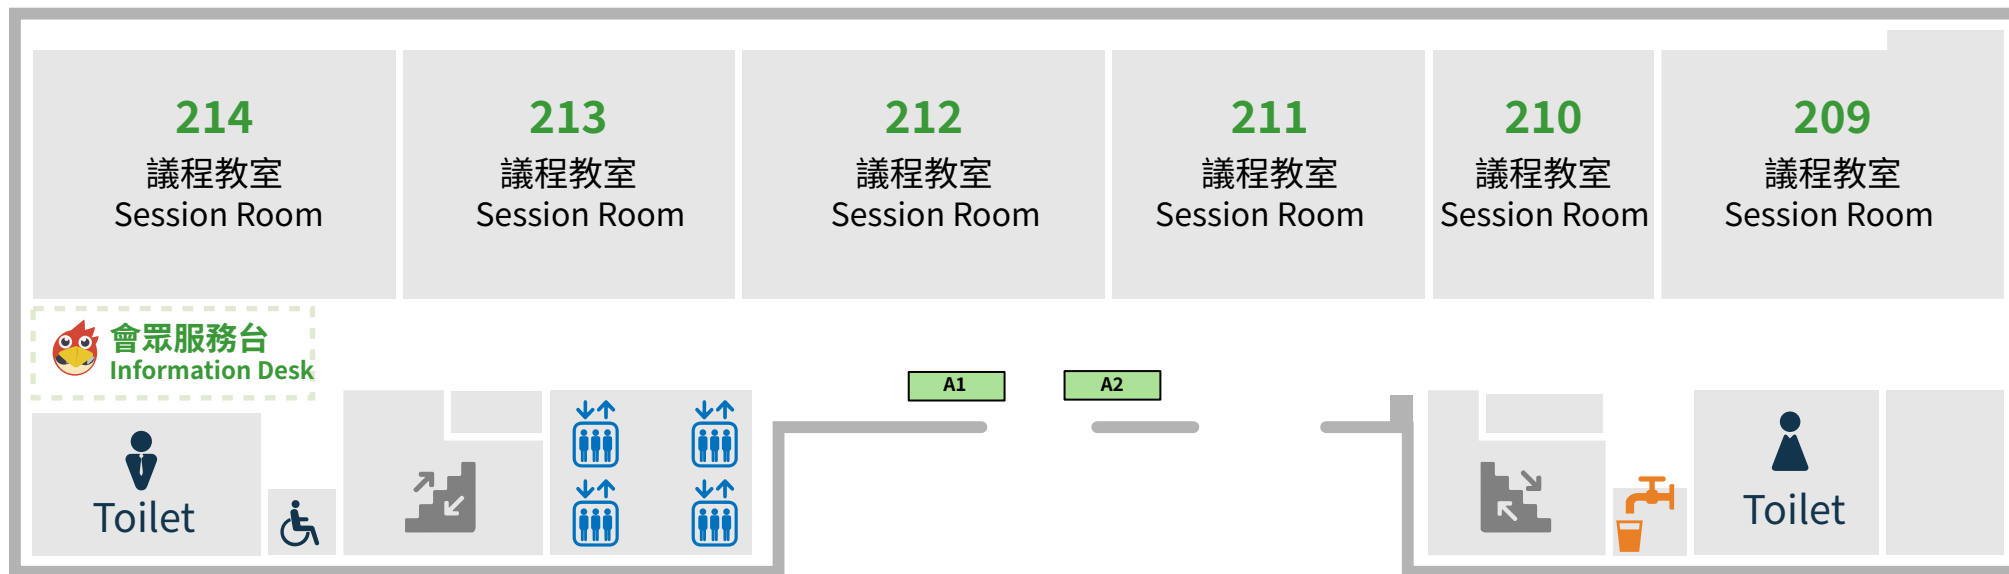 214
議程教室
Session Room
213
議程教室
Session Room
212
議程教室
Session Room
211
議程教室
Session Room
210
議程教室
Session Room
209
議程教室
Session Room
會眾服務台
Information Desk
A1
A2
Toilet
Toilet